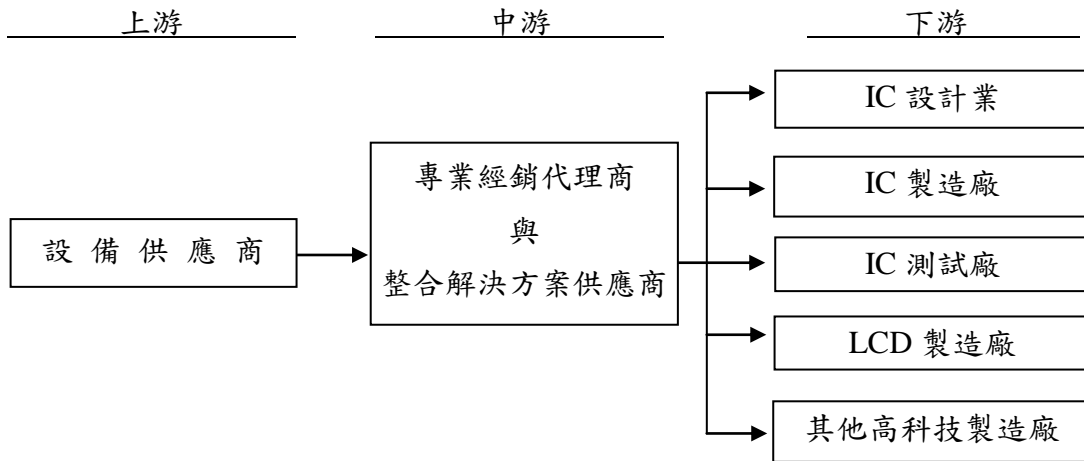 上游
中游
下游
設備供應商
專業經銷代理商
與
整合解決方案供應商
IC 設計業
IC 製造廠
IC 測試廠
LCD 製造廠
其他高科技製造廠